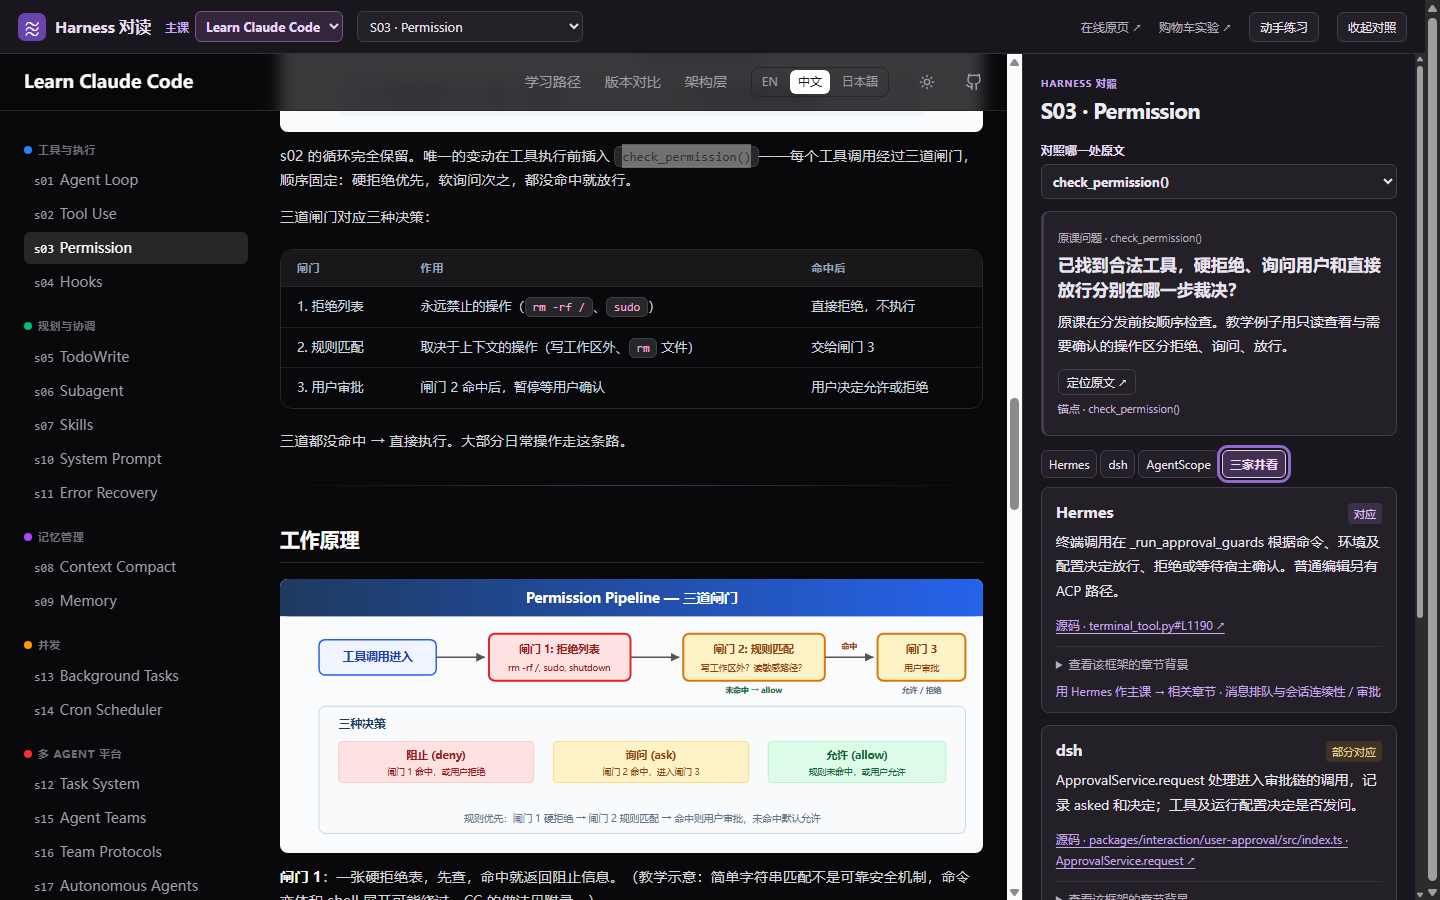 Harness 对读
主课
Learn Claude Code
S03 · Permission
在线原页 ↗
购物车实验 ↗
动手练习
收起对照
Learn Claude Code
学习路径
版本对比
架构层
EN
中文
日本語
工具与执行
s01 Agent Loop
s02 Tool Use
s03 Permission
s04 Hooks
规划与协调
s05 TodoWrite
s06 Subagent
s07 Skills
s10 System Prompt
s11 Error Recovery
记忆管理
s08 Context Compact
s09 Memory
并发
s13 Background Tasks
s14 Cron Scheduler
多 AGENT 平台
s12 Task System
s15 Agent Teams
s16 Team Protocols
s17 Autonomous Agents
s02 的循环完全保留。唯一的变动在工具执行前插入 check_permission() ——每个工具调用经过三道闸门，
顺序固定：硬拒绝优先，软询问次之，都没命中就放行。
三道闸门对应三种决策：
闸门 作用 命中后
1. 拒绝列表 永远禁止的操作（rm -rf /、sudo） 直接拒绝，不执行
2. 规则匹配 取决于上下文的操作（写工作区外、rm 文件） 交给闸门 3
3. 用户审批 闸门 2 命中后，暂停等用户确认 用户决定允许或拒绝
三道都没命中 → 直接执行。大部分日常操作走这条路。
工作原理
Permission Pipeline — 三道闸门
工具调用进入
闸门 1: 拒绝列表
rm -rf /, sudo, shutdown
闸门 2: 规则匹配
写工作区外？读敏感路径？
未命中 → allow
命中
闸门 3
用户审批
允许 / 拒绝
三种决策
阻止 (deny)
闸门 1 命中，或用户拒绝
询问 (ask)
闸门 2 命中，进入闸门 3
允许 (allow)
规则未命中，或用户允许
规则优先：闸门 1 硬拒绝 → 闸门 2 规则匹配 → 命中则用户审批，未命中默认允许
闸门 1：一张硬拒绝表，先查，命中就返回阻止信息。（教学示意：简单字符串匹配不是可靠安全机制，命令
HARNESS 对照
S03 · Permission
对照哪一处原文
check_permission()
原课问题 · check_permission()
已找到合法工具，硬拒绝、询问用户和直接
放行分别在哪一步裁决？
原课在分发前按顺序检查。教学例子用只读查看与需
要确认的操作区分拒绝、询问、放行。
定位原文 ↗
锚点 · check_permission()
Hermes
dsh
AgentScope
三家并看
Hermes
对应
终端调用在 _run_approval_guards 根据命令、环境及
配置决定放行、拒绝或等待宿主确认。普通编辑另有
ACP 路径。
源码 · terminal_tool.py#L1190 ↗
▶ 查看该框架的章节背景
用 Hermes 作主课 → 相关章节 · 消息排队与会话连续性 / 审批
dsh
部分对应
ApprovalService.request 处理进入审批链的调用，记
录 asked 和决定；工具及运行配置决定是否发问。
源码 · packages/interaction/user-approval/src/index.ts ·
ApprovalService.request ↗